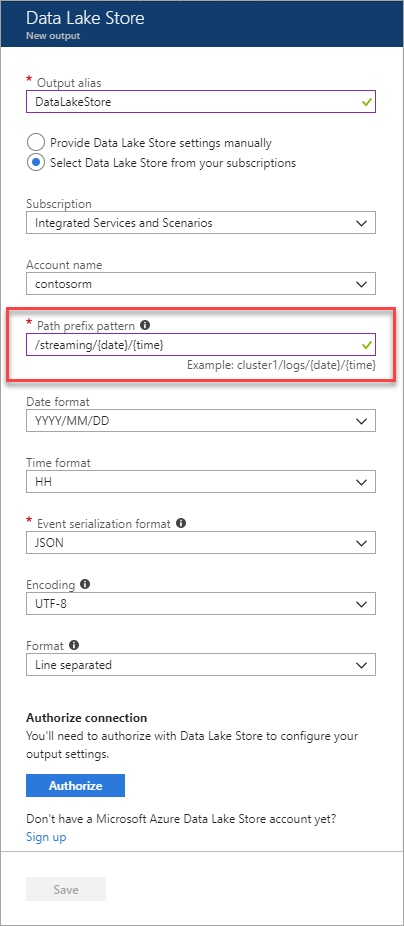 Data Lake Store
New output
* Output alias
DataLakeStore
Provide Data Lake Store settings manually
Select Data Lake Store from your subscriptions
Subscription
Integrated Services and Scenarios
Account name
contosorm
* Path prefix pattern
/streaming/{date}/{time}
Example: cluster1/logs/{date}/{time}
Date format
YYYY/MM/DD
Time format
HH
* Event serialization format
JSON
Encoding
UTF-8
Format
Line separated
Authorize connection
You'll need to authorize with Data Lake Store to configure your
output settings.
Authorize
Don't have a Microsoft Azure Data Lake Store account yet?
Sign up
Save